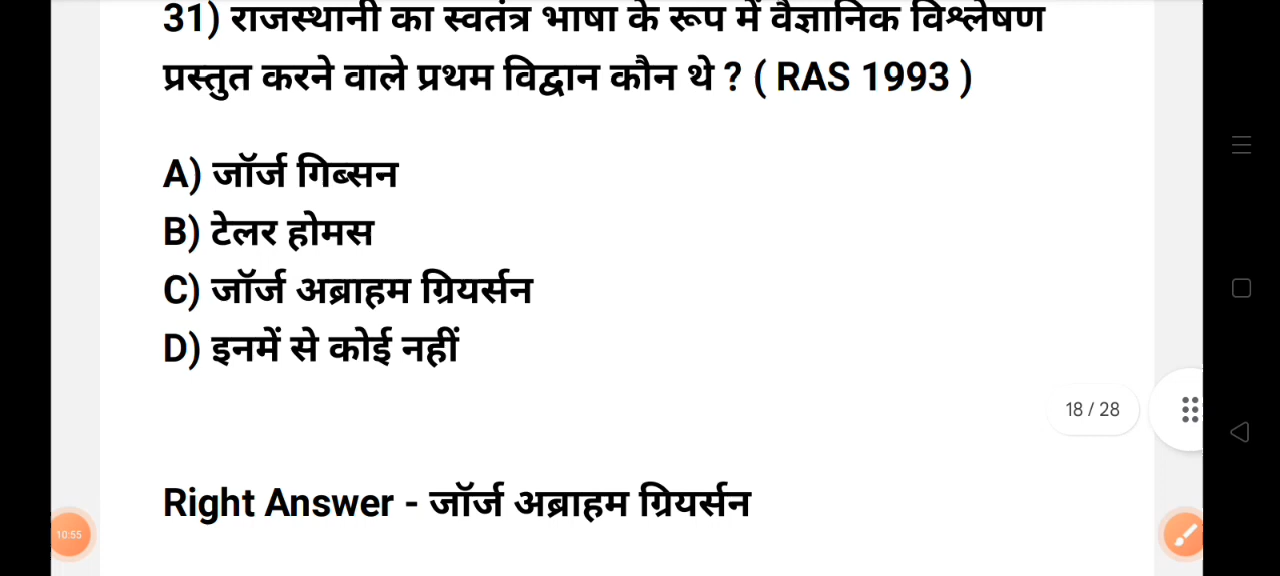 31) राजस्थानी का स्वतंत्र भाषा के रूप में वैज्ञानिक विश्लेषण
प्रस्तुत करने वाले प्रथम विद्वान कौन थे ? ( RAS 1993 )
A) जॉर्ज गिब्सन
B) टेलर होमस
C) जॉर्ज अब्राहम ग्रियर्सन
D) इनमें से कोई नहीं
18 / 28
Right Answer - जॉर्ज अब्राहम ग्रियर्सन
10:55